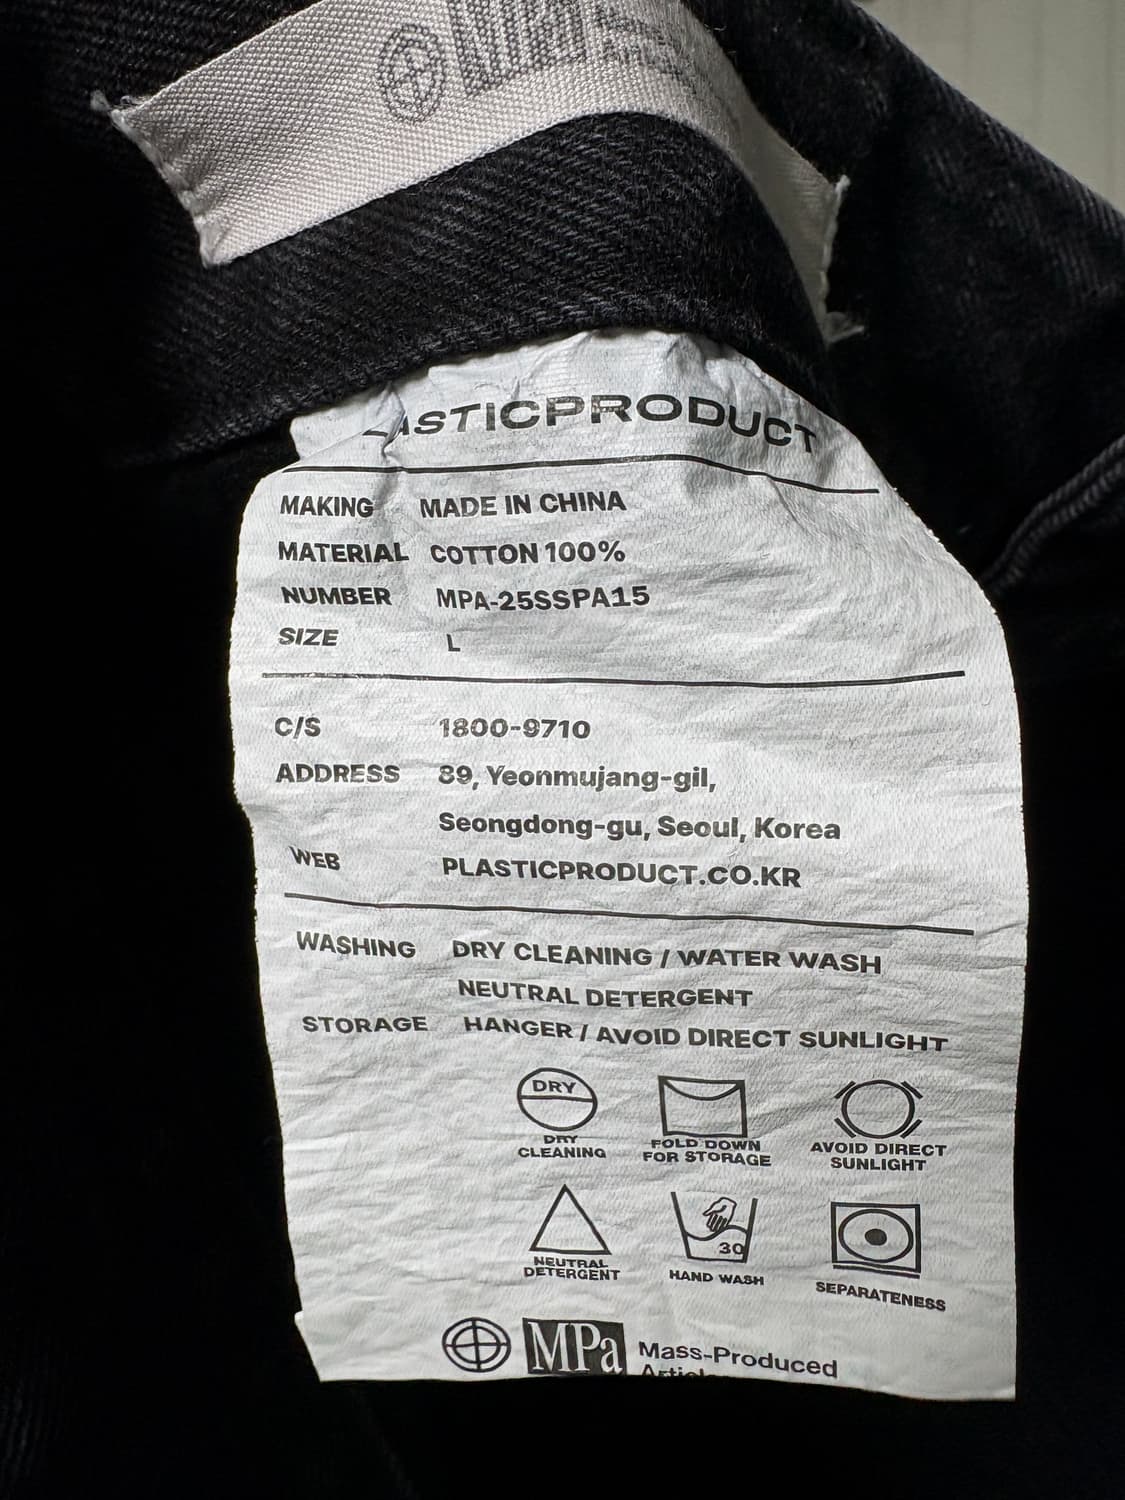 ASTICPRODUCT
MAKING MADE IN CHINA
MATERIAL COTTON 100%
NUMBER MPA-25SSPA15
SIZE L
C/S 1800-9710
ADDRESS 89, Yeonmujang-gil,
Seongdong-gu, Seoul, Korea
WEB PLASTICPRODUCT.CO.KR
WASHING DRY CLEANING / WATER WASH
NEUTRAL DETERGENT
STORAGE HANGER / AVOID DIRECT SUNLIGHT
DRY
DRY CLEANING
FOLD DOWN FOR STORAGE
AVOID DIRECT SUNLIGHT
NEUTRAL DETERGENT
30
HAND WASH
SEPARATENESS
MPa Mass-Produced